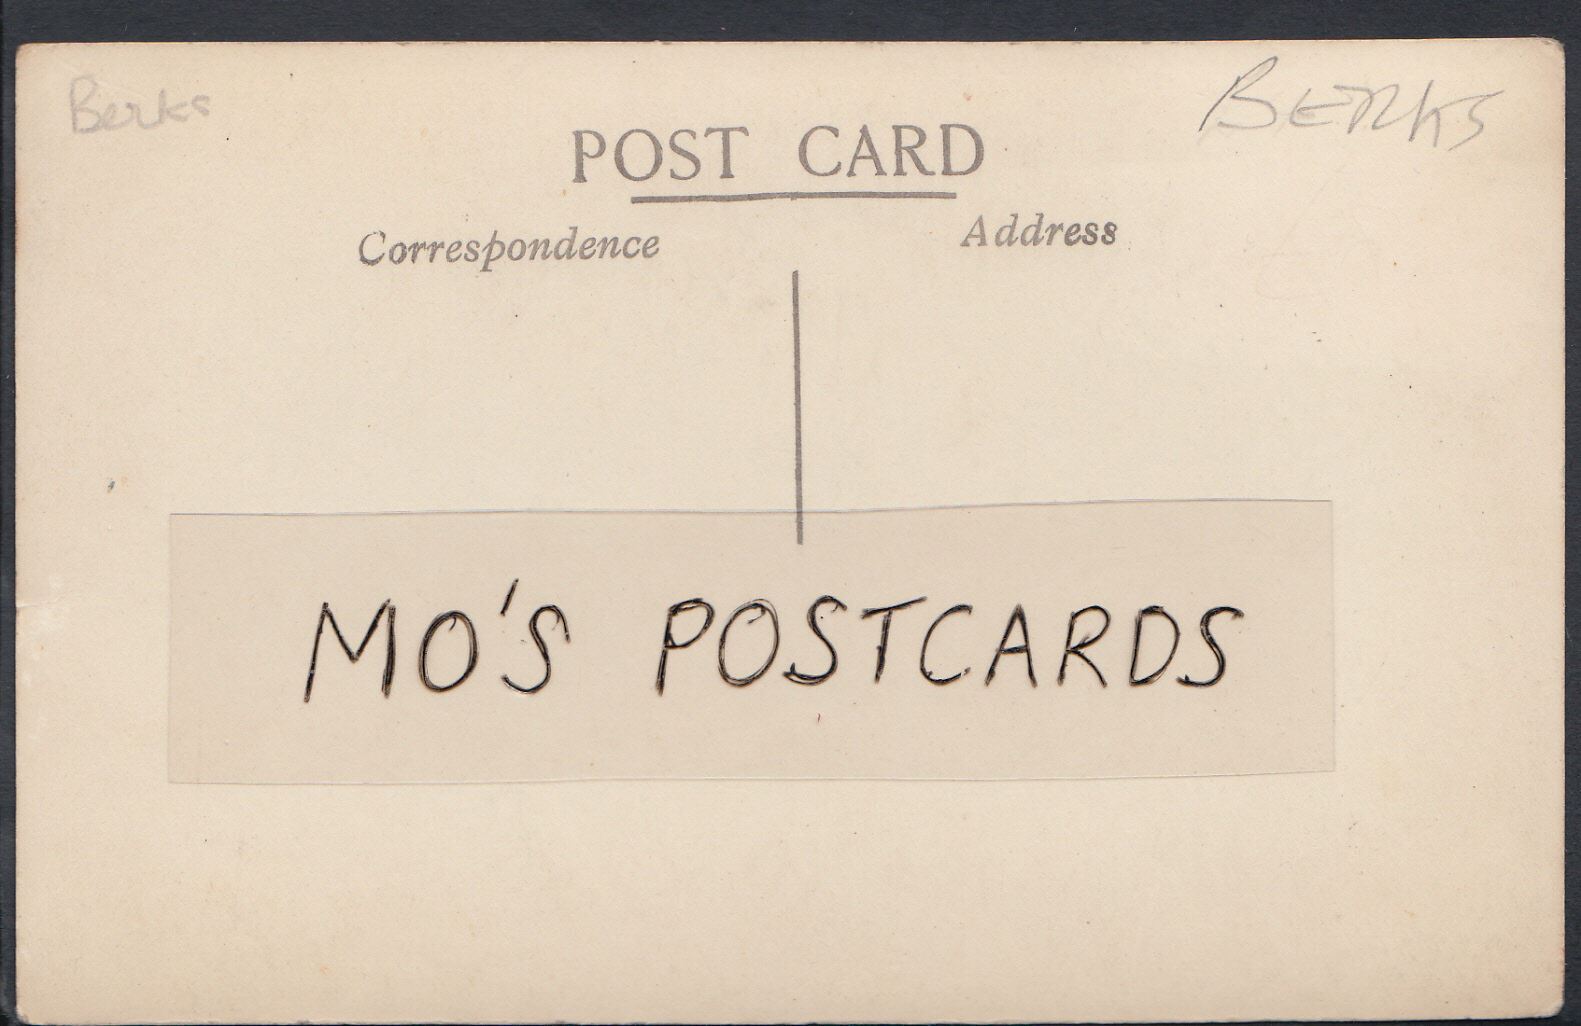 Berks
BERKS
POST CARD
Correspondence
Address
MO'S POSTCARDS